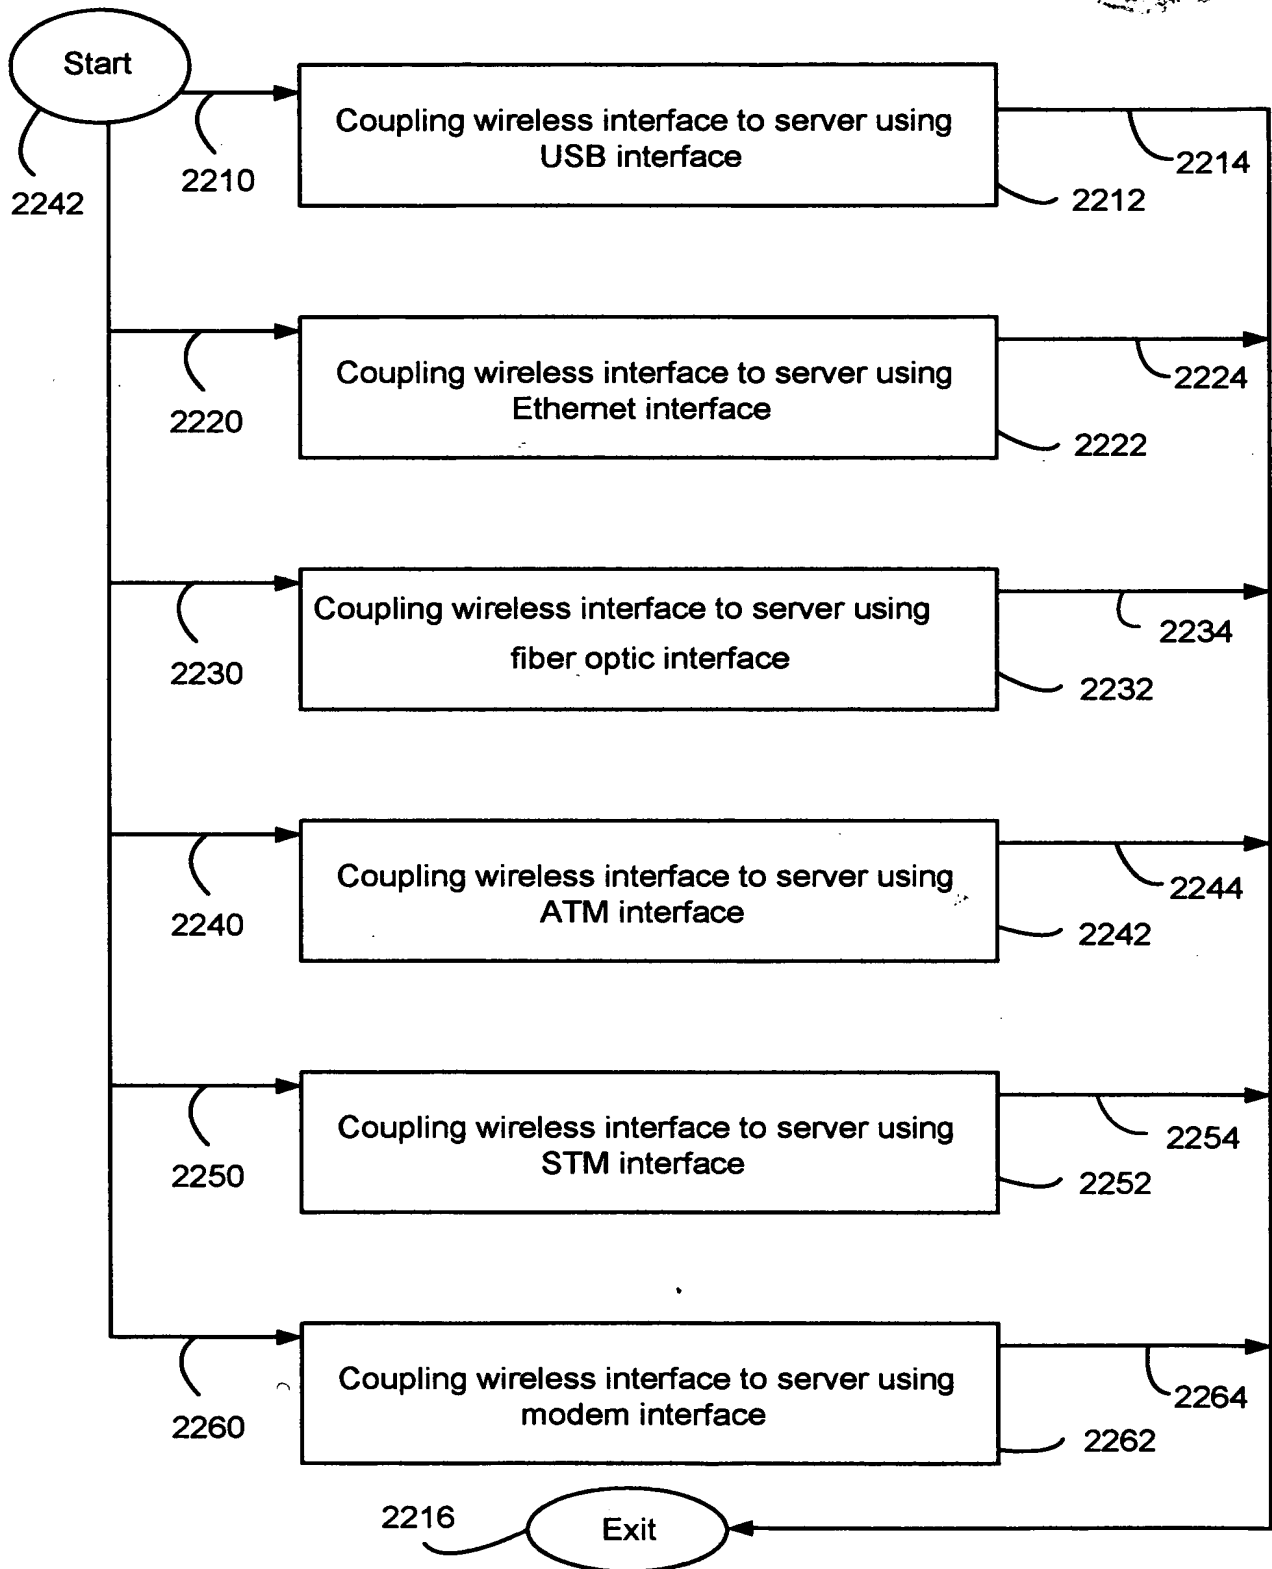 Start
2242
2210
Coupling wireless interface to server using
USB interface
2212
2214
2220
Coupling wireless interface to server using
Ethernet interface
2222
2224
2230
Coupling wireless interface to server using
fiber optic interface
2232
2234
2240
Coupling wireless interface to server using
ATM interface
2242
2244
2250
Coupling wireless interface to server using
STM interface
2252
2254
2260
Coupling wireless interface to server using
modem interface
2262
2264
2216
Exit